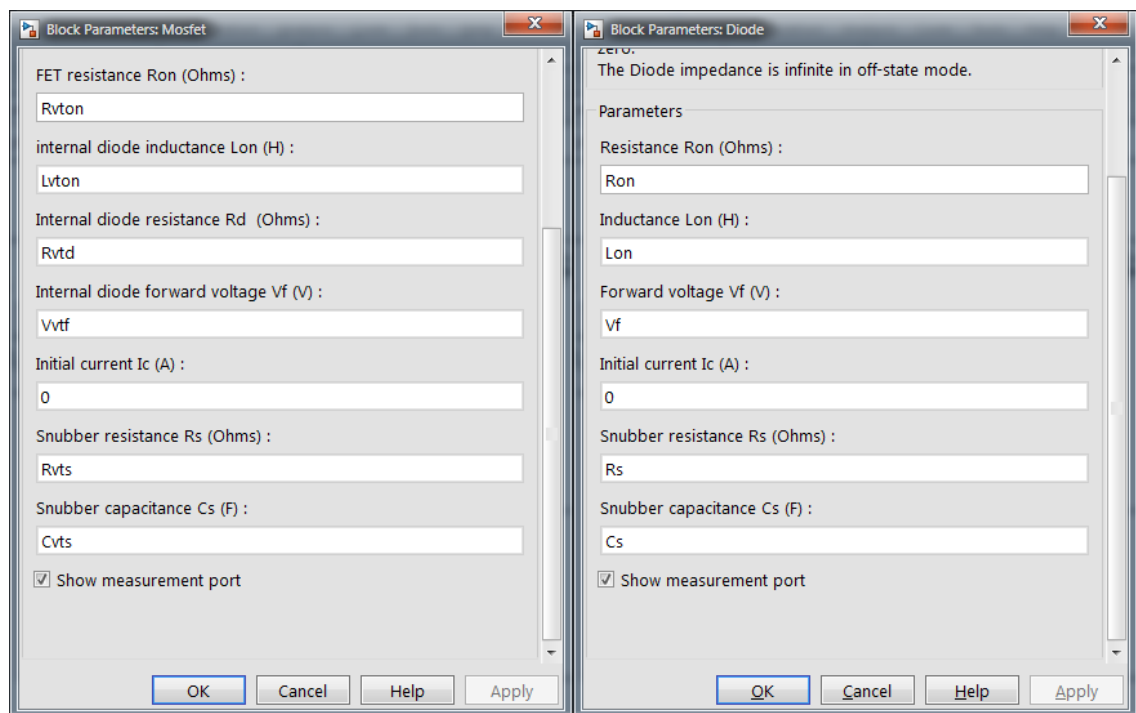 Block Parameters: Mosfet
FET resistance Ron (Ohms) :
Rvton
internal diode inductance Lon (H) :
Lvton
Internal diode resistance Rd  (Ohms) :
Rvtd
Internal diode forward voltage Vf (V) :
Vvtf
Initial current Ic (A) :
0
Snubber resistance Rs (Ohms) :
Rvts
Snubber capacitance Cs (F) :
Cvts
Show measurement port
OK Cancel Help Apply
Block Parameters: Diode
zero.
The Diode impedance is infinite in off-state mode.
Parameters
Resistance Ron (Ohms) :
Ron
Inductance Lon (H) :
Lon
Forward voltage Vf (V) :
Vf
Initial current Ic (A) :
0
Snubber resistance Rs (Ohms) :
Rs
Snubber capacitance Cs (F) :
Cs
Show measurement port
OK Cancel Help Apply